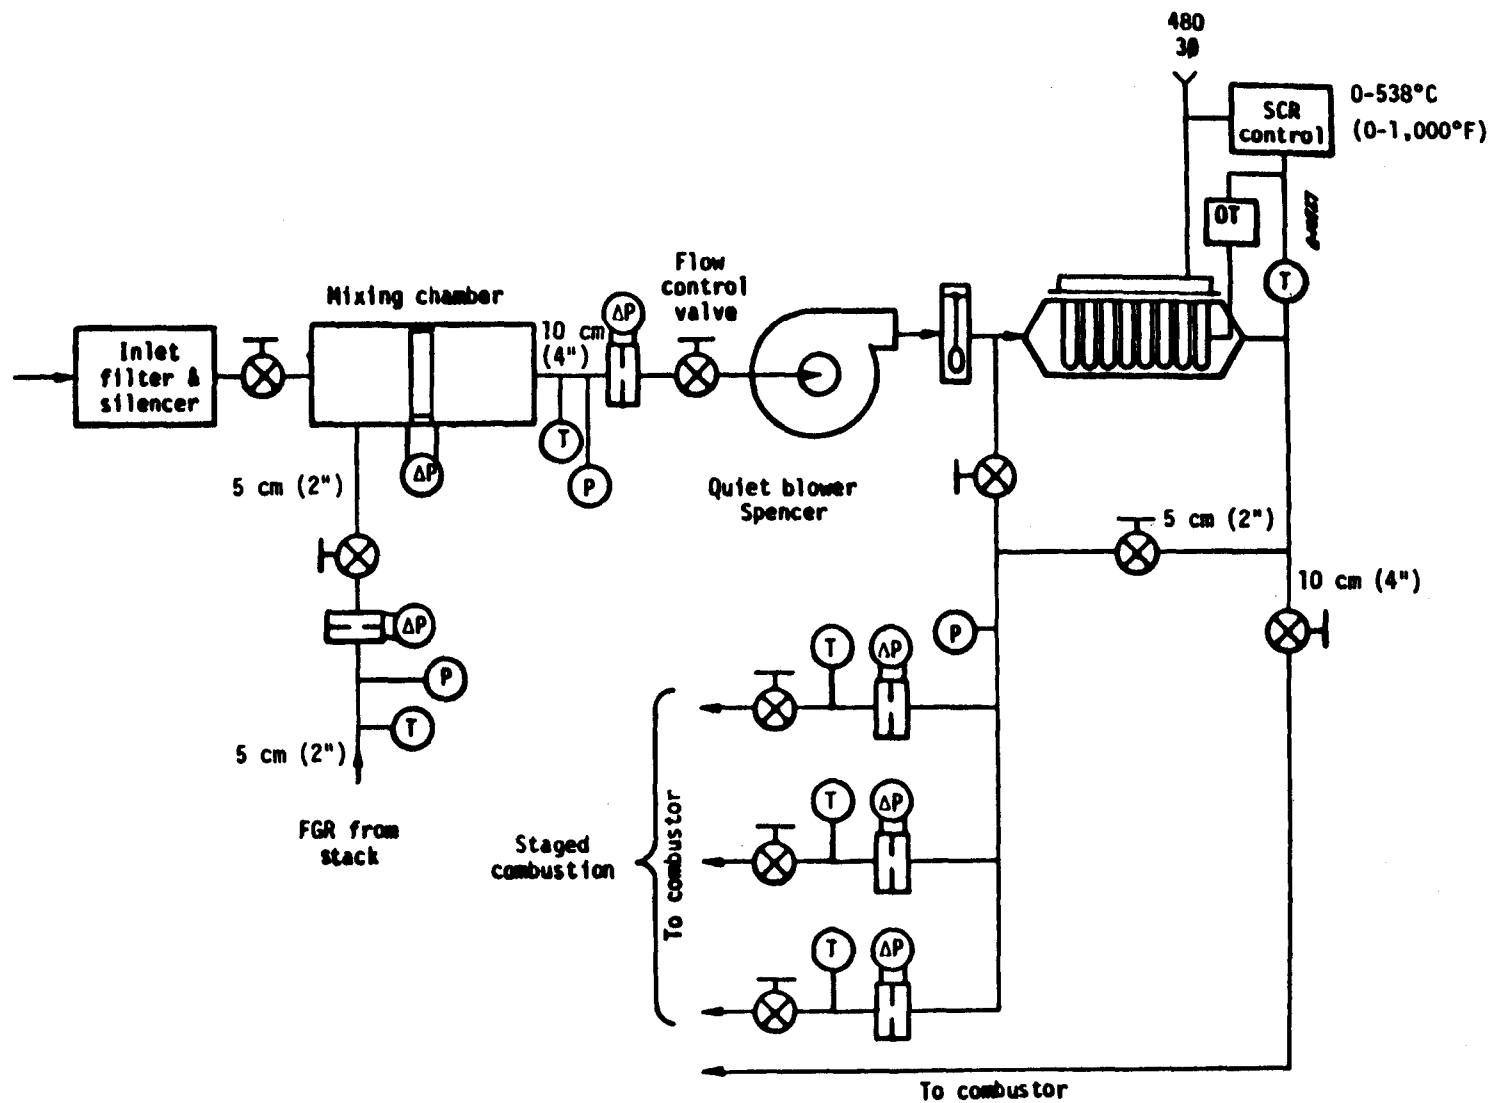 480
3ϕ
SCR
control
0-538°C
(0-1,000°F)
OT
T
Flow
control
valve
Mixing chamber
ΔP
10 cm
(4")
Inlet
filter &
silencer
T
ΔP
P
5 cm (2")
Quiet blower
Spencer
5 cm (2")
10 cm (4")
ΔP
P
T
ΔP
P
T
5 cm (2")
FGR from
stack
T
ΔP
Staged
combustion
To combustor
T
ΔP
To combustor